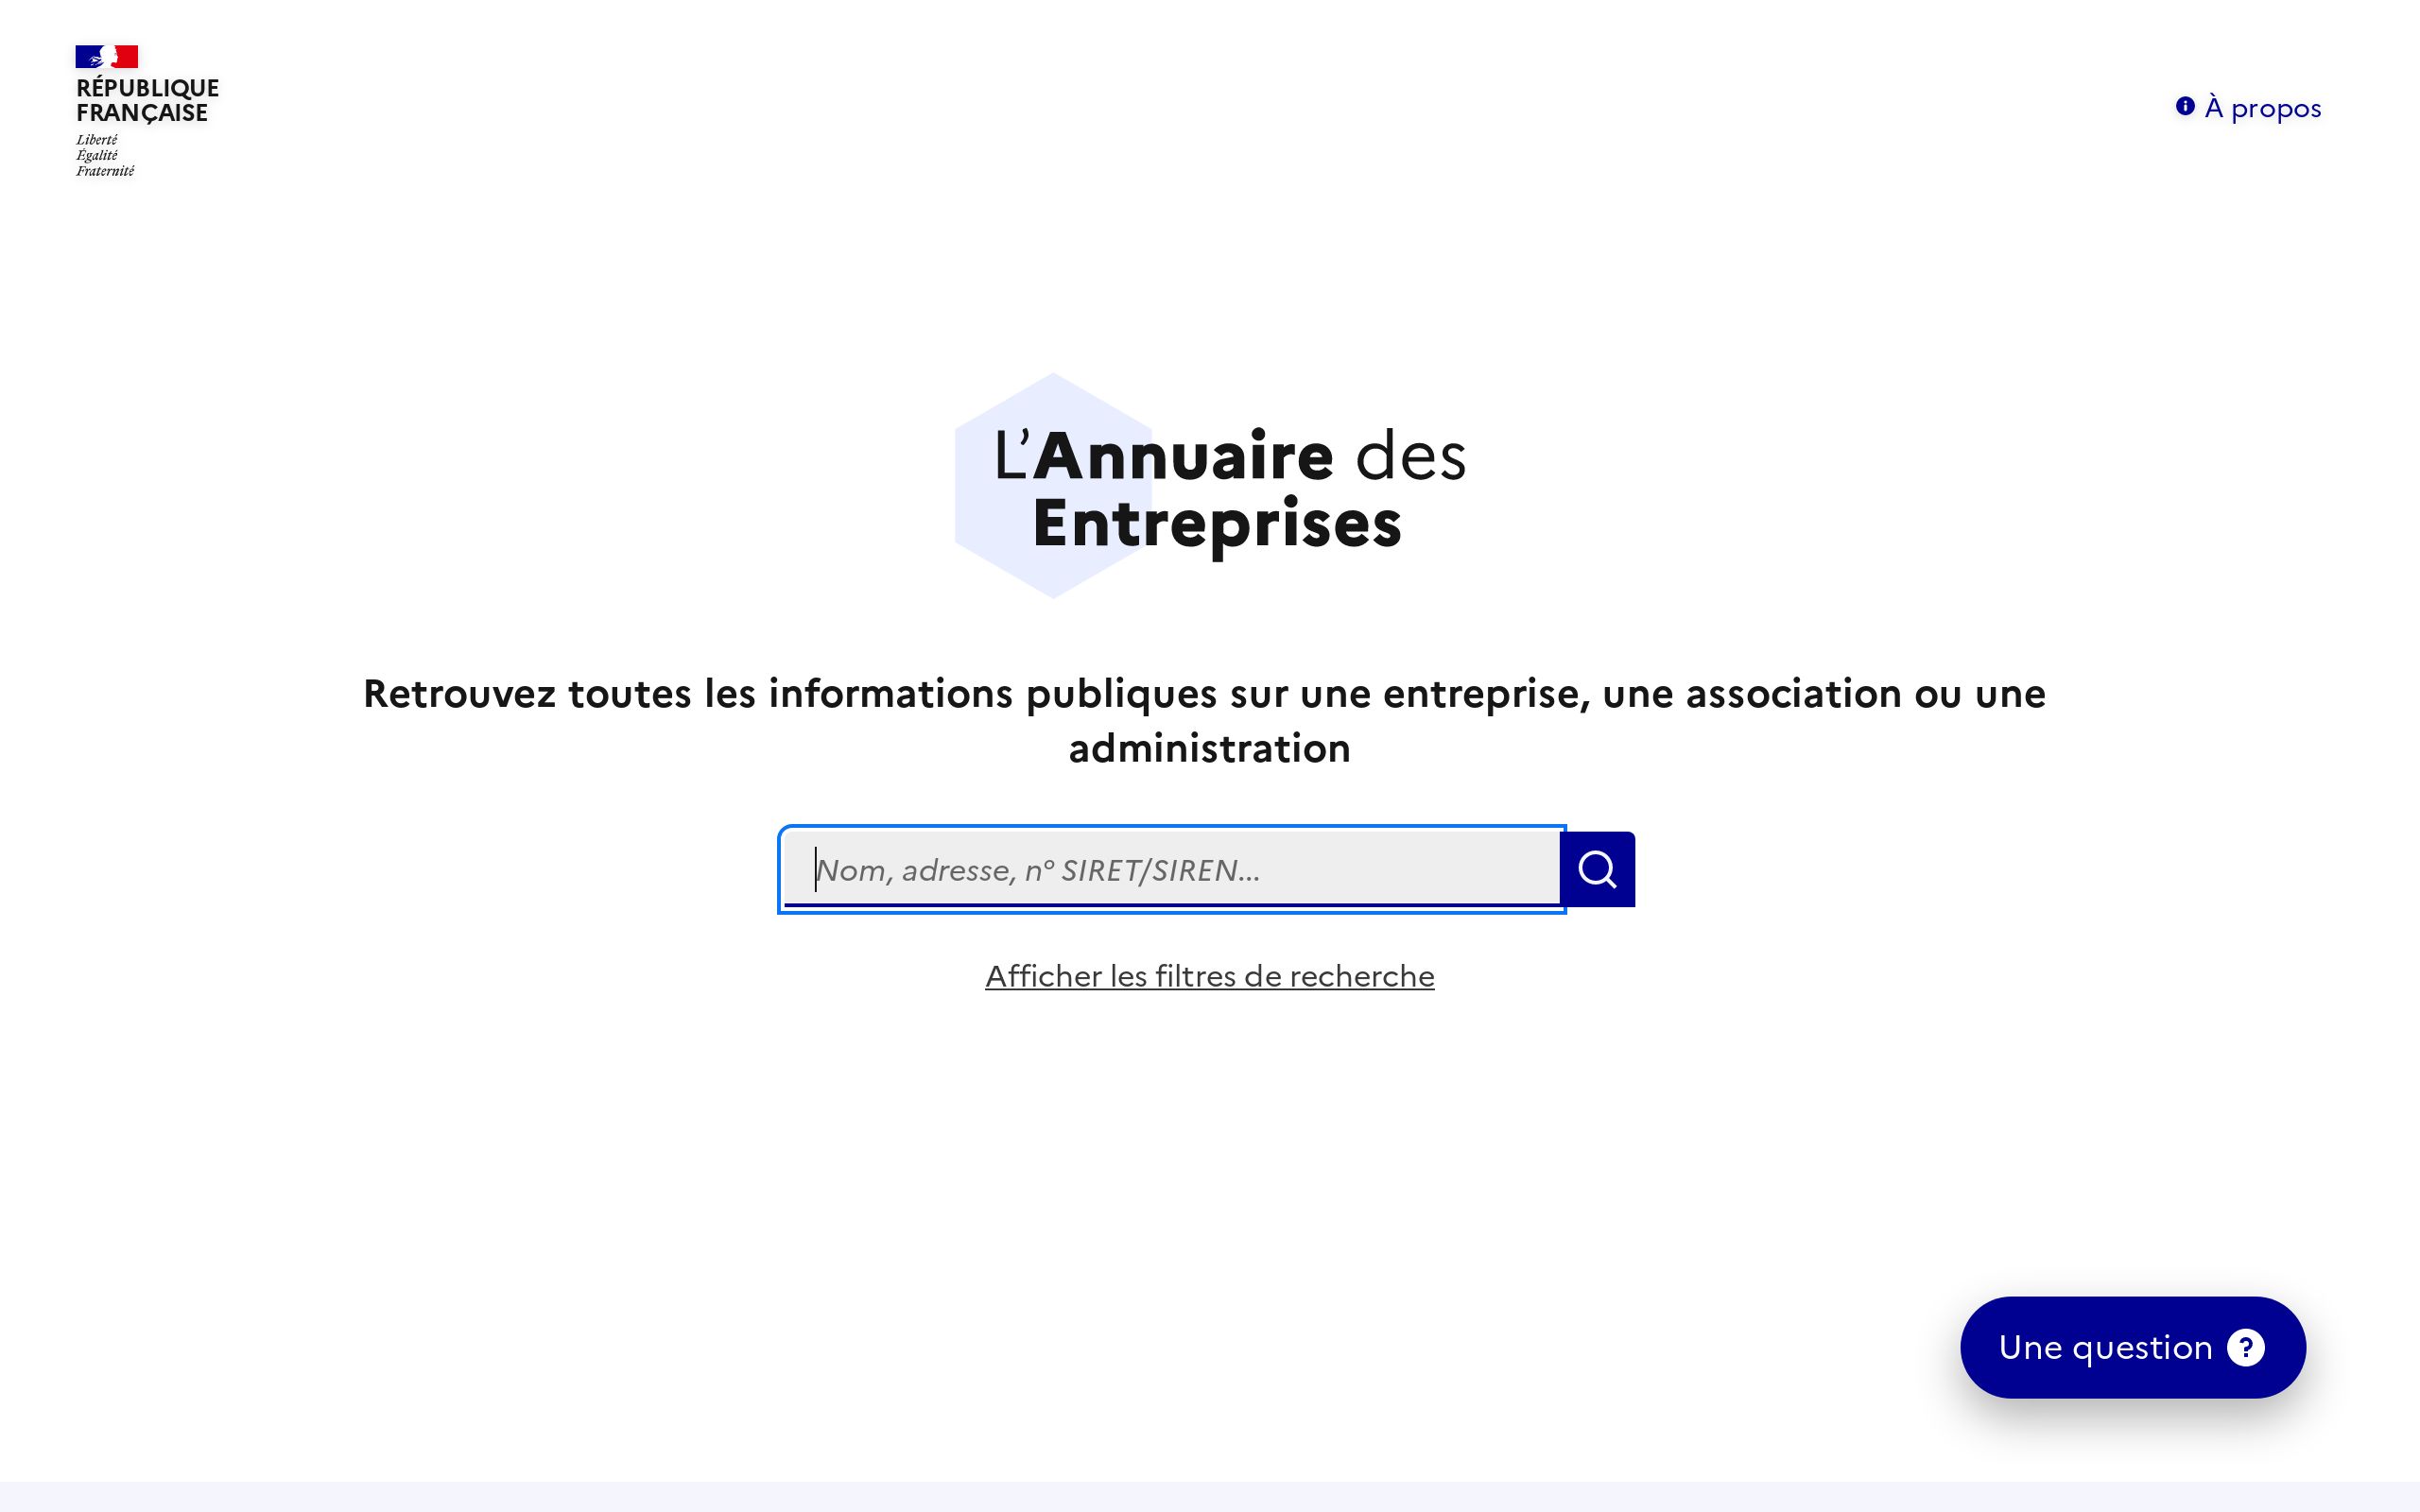 RÉPUBLIQUE
FRANÇAISE
Liberté
Égalité
Fraternité
À propos
L’Annuaire des
Entreprises
Retrouvez toutes les informations publiques sur une entreprise, une association ou une
administration
Nom, adresse, n° SIRET/SIREN...
Afficher les filtres de recherche
Une question ?